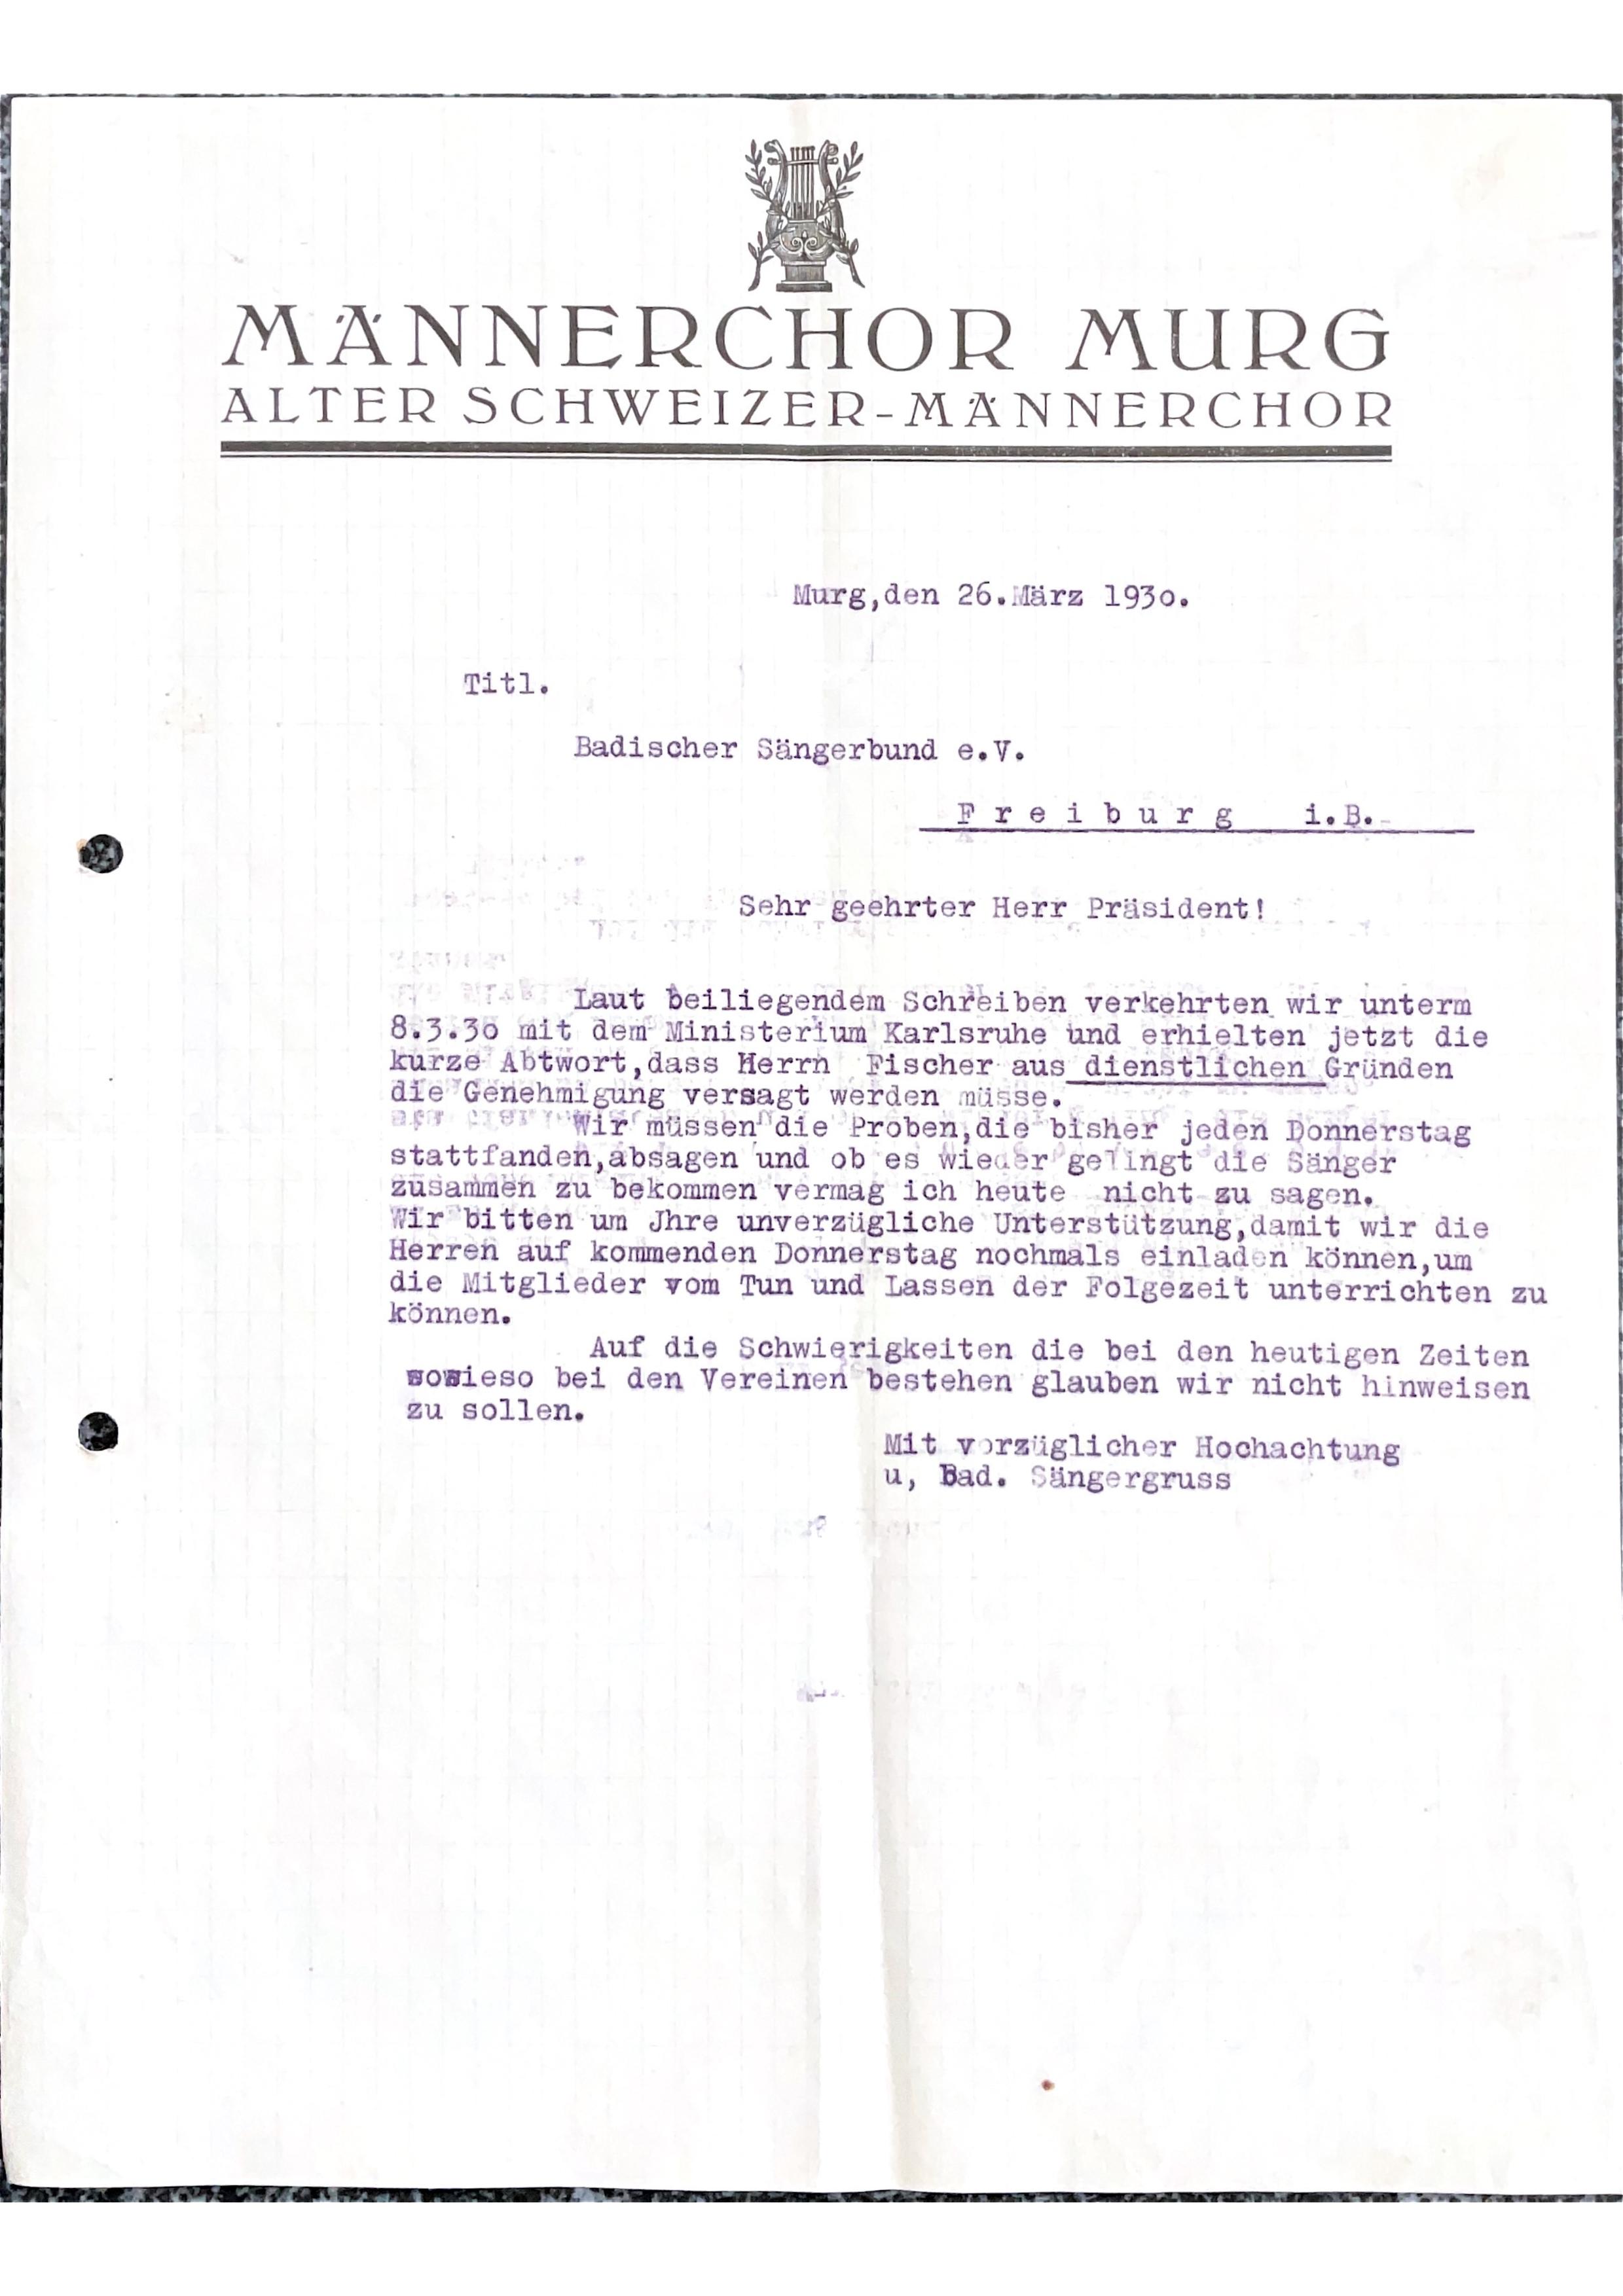 MÄNNERCHOR MURG
ALTER SCHWEIZER-MÄNNERCHOR
Murg,den 26.März 193o.
Titl.
Badischer Sängerbund e.V.
F r e i b u r g i.B.-
Sehr geehrter Herr Präsident!
Laut beiliegendem Schreiben verkehrten wir unterm
8.3.3o mit dem Ministerium Karlsruhe und erhielten jetzt die
kurze Abtwort,dass Herrn Fischer aus dienstlichen Gründen
die Genehmigung versagt werden müsse.
Wir müssen die Proben,die bisher jeden Donnerstag
stattfanden,absagen und ob es wieder gelingt die Sänger
zusammen zu bekommen vermag ich heute nicht zu sagen.
Wir bitten um Jhre unverzügliche Unterstützung,damit wir die
Herren auf kommenden Donnerstag nochmals einladen können,um
die Mitglieder vom Tun und Lassen der Folgezeit unterrichten zu
können.
Auf die Schwierigkeiten die bei den heutigen Zeiten
sowieso bei den Vereinen bestehen glauben wir nicht hinweisen
zu sollen.
Mit vorzüglicher Hochachtung
u, Bad. Sängergruss